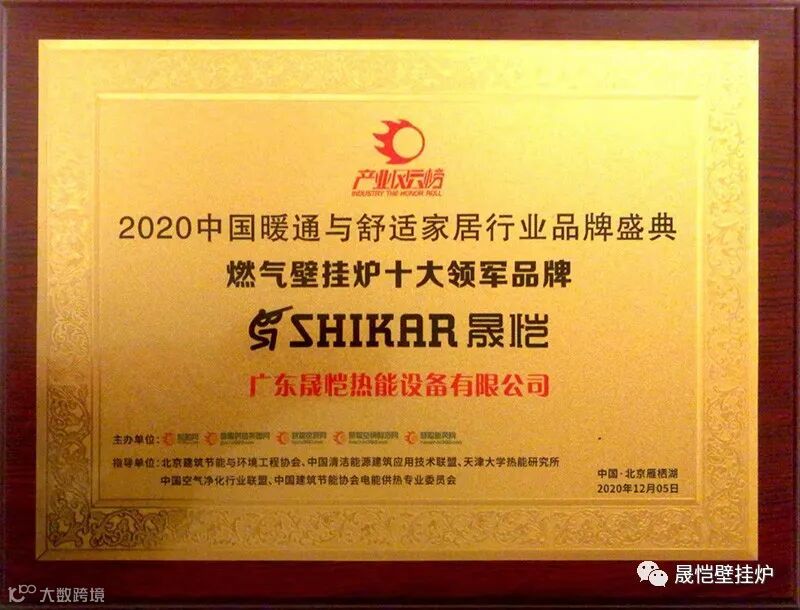 产业风云榜
INDUSTRY THE HONOR ROLL
2020中国暖通与舒适家居行业品牌盛典
燃气壁挂炉十大领军品牌
SHIKAR 晟恺
广东晟恺热能设备有限公司
主办单位：
指导单位：北京建筑节能与环境工程协会、中国清洁能源建筑应用技术联盟、天津大学热能研究所
中国空气净化行业联盟、中国建筑节能协会电能供热专业委员会
中国·北京雁栖湖
2020年12月05日
晟恺壁挂炉
大数跨境